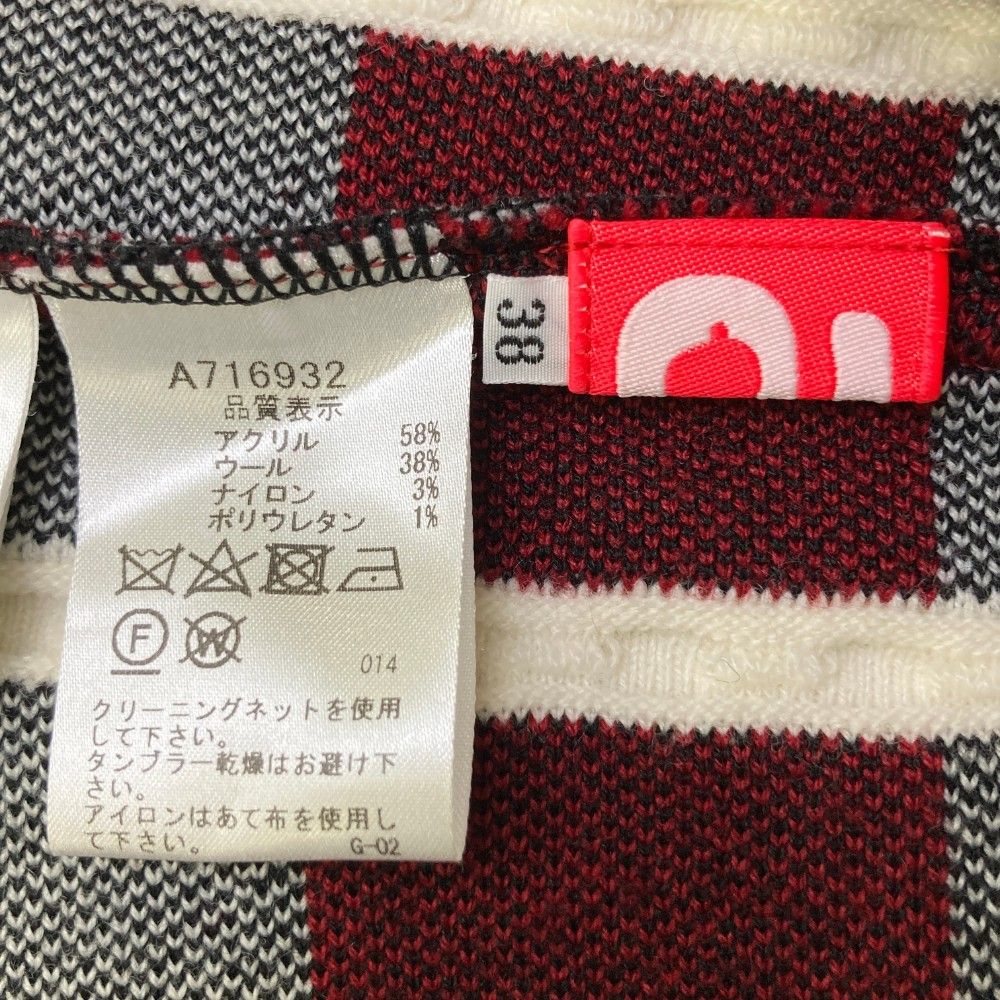 A716932
品質表示
アクリル 58%
ウール 38%
ナイロン 3%
ポリウレタン 1%
F
W
014
クリーニングネットを使用
して下さい。
タンブラー乾燥はお避け下
さい。
アイロンはあて布を使用し
て下さい。 G-02
38